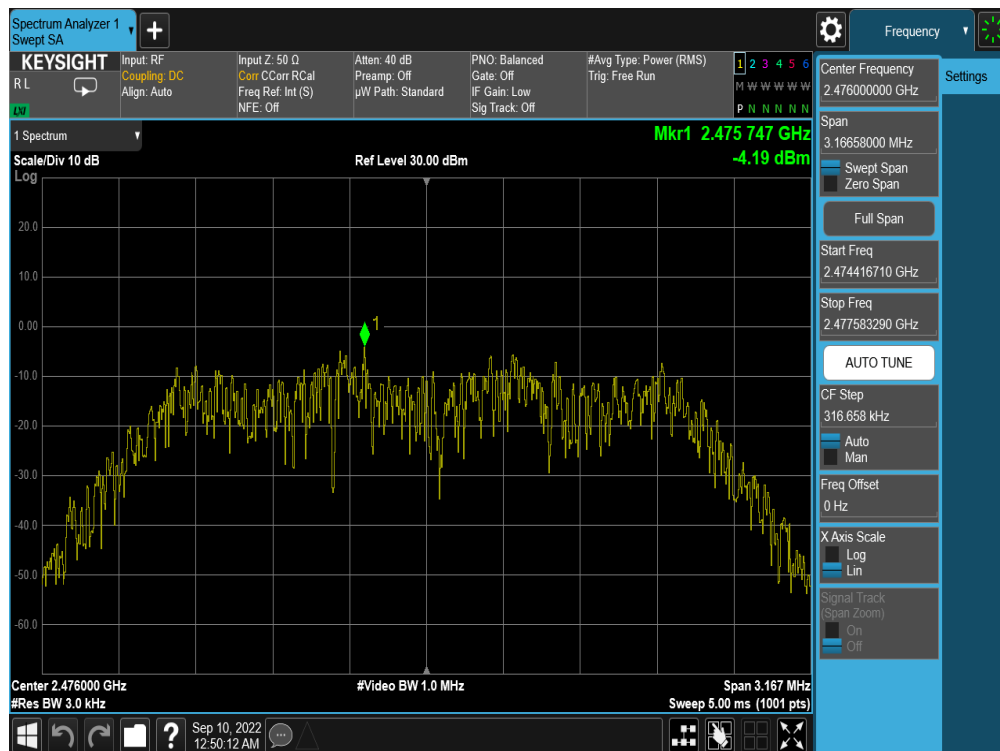 Spectrum Analyzer 1
Swept SA
Frequency
KEYSIGHT
R L
LXI
Input: RF
Coupling: DC
Align: Auto
Input Z: 50 Ω
Corr CCorr RCal
Freq Ref: Int (S)
NFE: Off
Atten: 40 dB
Preamp: Off
µW Path: Standard
PNO: Balanced
Gate: Off
IF Gain: Low
Sig Track: Off
#Avg Type: Power (RMS)
Trig: Free Run
1 2 3 4 5 6
M W W W W W
P N N N N N
1 Spectrum
Scale/Div 10 dB
Log
Ref Level 30.00 dBm
Mkr1 2.475 747 GHz
-4.19 dBm
20.0
10.0
0.00
-10.0
-20.0
-30.0
-40.0
-50.0
-60.0
1
Center 2.476000 GHz
#Res BW 3.0 kHz
#Video BW 1.0 MHz
Span 3.167 MHz
Sweep 5.00 ms (1001 pts)
Center Frequency
2.476000000 GHz
Settings
Span
3.16658000 MHz
Swept Span
Zero Span
Full Span
Start Freq
2.474416710 GHz
Stop Freq
2.477583290 GHz
AUTO TUNE
CF Step
316.658 kHz
Auto
Man
Freq Offset
0 Hz
X Axis Scale
Log
Lin
Signal Track
(Span Zoom)
On
Off
?
Sep 10, 2022
12:50:12 AM